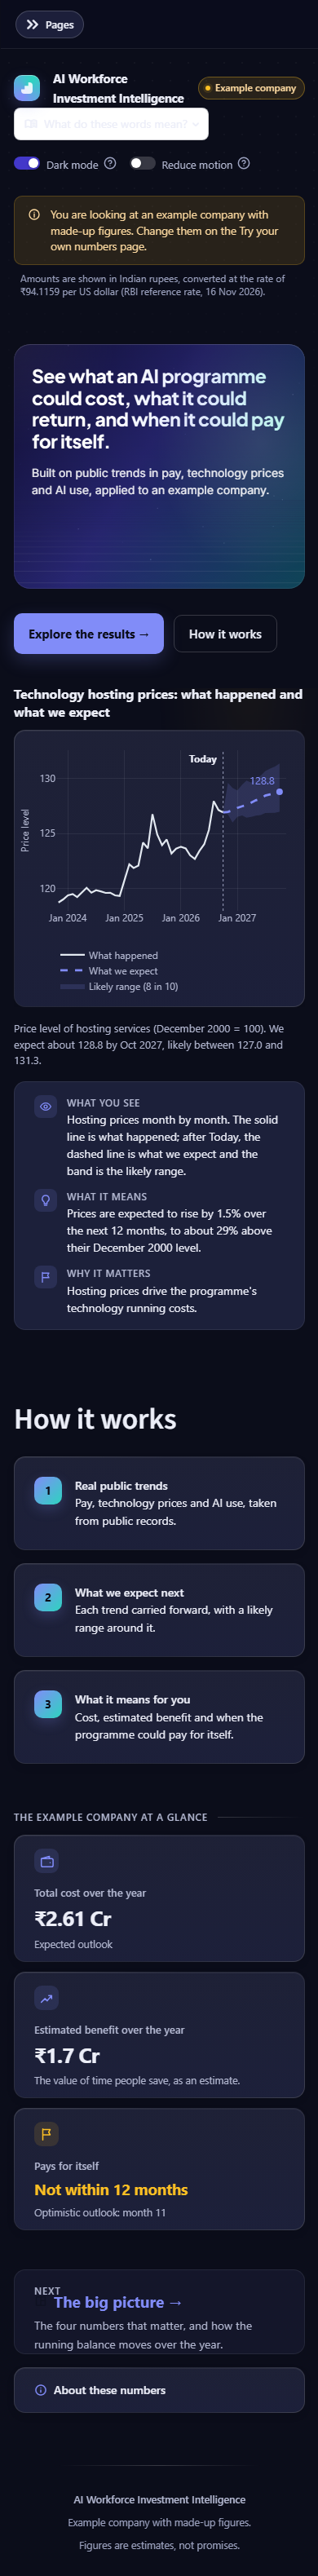 Pages
AI Workforce
Investment Intelligence
Example company
What do these words mean?
Dark mode
Reduce motion
You are looking at an example company with
made-up figures. Change them on the Try your
own numbers page.
Amounts are shown in Indian rupees, converted at the rate of
₹94.1159 per US dollar (RBI reference rate, 16 Nov 2026).
See what an AI programme
could cost, what it could
return, and when it could pay
for itself.
Built on public trends in pay, technology prices
and AI use, applied to an example company.
Explore the results →
How it works
Technology hosting prices: what happened and
what we expect
Today
130
128.8
125
Price level
120
Jan 2024
Jan 2025
Jan 2026
Jan 2027
What happened
What we expect
Likely range (8 in 10)
Price level of hosting services (December 2000 = 100). We
expect about 128.8 by Oct 2027, likely between 127.0 and
131.3.
WHAT YOU SEE
Hosting prices month by month. The solid
line is what happened; after Today, the
dashed line is what we expect and the
band is the likely range.
WHAT IT MEANS
Prices are expected to rise by 1.5% over
the next 12 months, to about 29% above
their December 2000 level.
WHY IT MATTERS
Hosting prices drive the programme's
technology running costs.
How it works
1
Real public trends
Pay, technology prices and AI use, taken
from public records.
2
What we expect next
Each trend carried forward, with a likely
range around it.
3
What it means for you
Cost, estimated benefit and when the
programme could pay for itself.
THE EXAMPLE COMPANY AT A GLANCE
Total cost over the year
₹2.61 Cr
Expected outlook
Estimated benefit over the year
₹1.7 Cr
The value of time people save, as an estimate.
Pays for itself
Not within 12 months
Optimistic outlook: month 11
NEXT
The big picture →
The four numbers that matter, and how the
running balance moves over the year.
About these numbers
AI Workforce Investment Intelligence
Example company with made-up figures.
Figures are estimates, not promises.